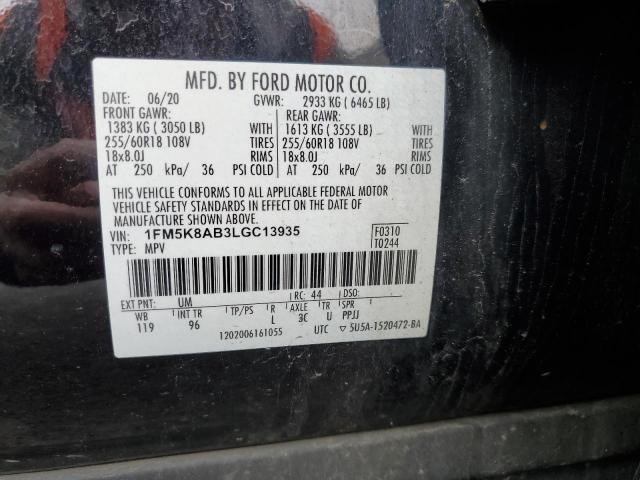 MFD. BY FORD MOTOR CO.
DATE: 06/20 GVWR: 2933 KG ( 6465 LB)
FRONT GAWR: REAR GAWR:
1383 KG ( 3050 LB) WITH 1613 KG ( 3555 LB) WITH
255/60R18 108V TIRES 255/60R18 108V TIRES
18x8.0J RIMS 18x8.0J RIMS
AT 250 kPa/ 36 PSI COLD AT 250 kPa/ 36 PSI COLD
THIS VEHICLE CONFORMS TO ALL APPLICABLE FEDERAL MOTOR
VEHICLE SAFETY STANDARDS IN EFFECT ON THE DATE OF
MANUFACTURE SHOWN ABOVE.
VIN: 1FM5K8AB3LGC13935 F0310
TYPE: MPV T0244
EXT PNT: UM RC: 44 DSO:
WB INT TR TP/PS R AXLE TR SPR
119 96 L 3C U PPJJ
1202006161055 UTC ▽ 5U5A-1520472-BA